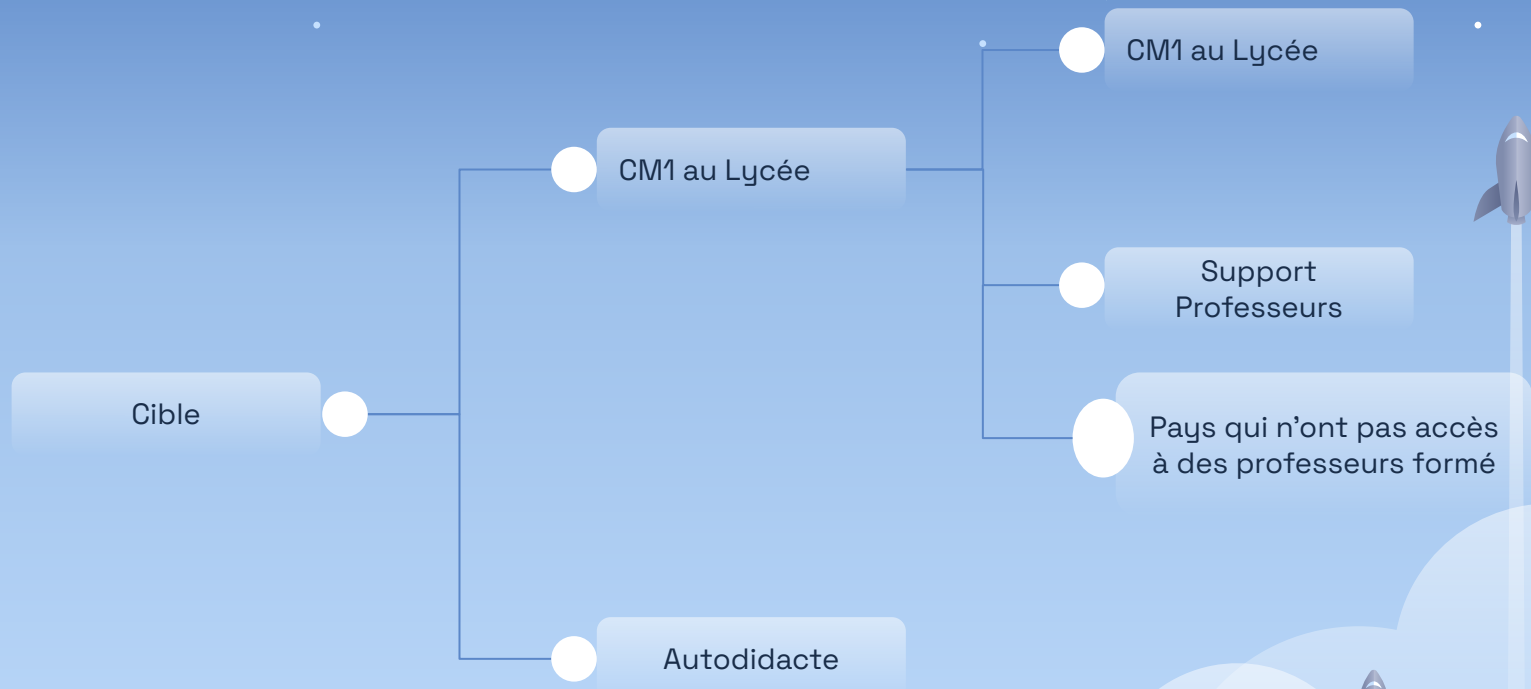 CM1 au Lycée
CM1 au Lycée
Support
Professeurs
Cible
Pays qui n'ont pas accès
à des professeurs formé
Autodidacte